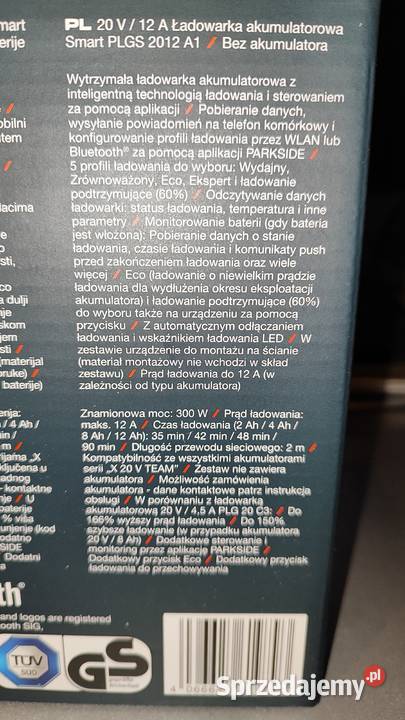 PL 20 V / 12 A Ładowarka akumulatorowa
Smart PLGS 2012 A1 / Bez akumulatora
Wytrzymała ładowarka akumulatorowa z
inteligentną technologią ładowania i sterowaniem
za pomocą aplikacji / Pobieranie danych,
wysyłanie powiadomień na telefon komórkowy i
konfigurowanie profili ładowania przez WLAN lub
Bluetooth® za pomocą aplikacji PARKSIDE /
5 profili ładowania do wyboru: Wydajny,
Zrównoważony, Eco, Ekspert i ładowanie
podtrzymujące (60%) / Odczytywanie danych
ładowarki: status ładowania, temperatura i inne
parametry / Monitorowanie baterii (gdy bateria
jest włożona): Pobieranie danych o stanie
ładowania, czasie ładowania i komunikaty push
przed zakończeniem ładowania oraz wiele
więcej / Eco (ładowanie o niewielkim prądzie
ładowania dla wydłużenia okresu eksploatacji
akumulatora) i ładowanie podtrzymujące (60%)
do wyboru także na urządzeniu za pomocą
przycisku / Z automatycznym odłączaniem
ładowania i wskaźnikiem ładowania LED / W
zestawie urządzenie do montażu na ścianie
(materiał montażowy nie wchodzi w skład
zestawu) / Prąd ładowania do 12 A (w
zależności od typu akumulatora)
Znamionowa moc: 300 W / Prąd ładowania:
maks. 12 A / Czas ładowania (2 Ah / 4 Ah /
8 Ah / 12 Ah): 35 min / 42 min / 48 min /
90 min / Długość przewodu sieciowego: 2 m /
Kompatybilność ze wszystkimi akumulatorami
serii „X 20 V TEAM” / Zestaw nie zawiera
akumulatora / Możliwość zamówienia
akumulatora - dane kontaktowe patrz instrukcja
obsługi / W porównaniu z ładowarką
akumulatorową 20 V / 4,5 A PLG 20 C3: / Do
166% wyższy prąd ładowania / Do 150%
szybsze ładowanie (w przypadku akumulatora
20 V / 8 Ah) / Dodatkowe sterowanie i
monitoring przez aplikację PARKSIDE /
Dodatkowy przycisk Eco / Dodatkowy przycisk
ładowania do przechowywania
and logos are registered
tooth SIG,
TÜV
SÜD
GS
Sprzedajemy.pl